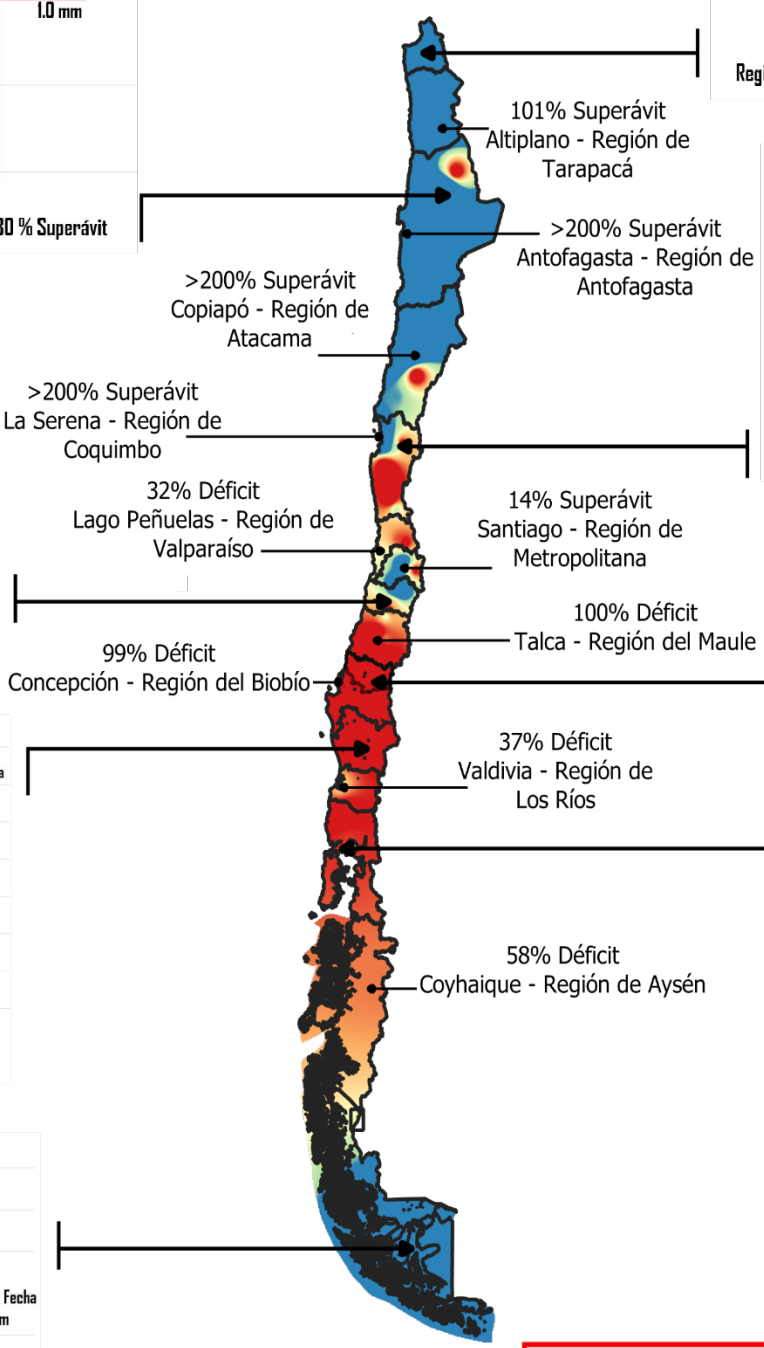 1.0 mm
101% Superávit
Altiplano - Región de
Tarapacá
% Superávit
>200% Superávit
Antofagasta - Región de
Antofagasta
>200% Superávit
Copiapó - Región de
Atacama
>200% Superávit
La Serena - Región de
Coquimbo
32% Déficit
Lago Peñuelas - Región de
Valparaíso
14% Superávit
Santiago - Región de
Metropolitana
100% Déficit
Talca - Región del Maule
99% Déficit
Concepción - Región del Biobío
37% Déficit
Valdivia - Región de
Los Ríos
58% Déficit
Coyhaique - Región de Aysén
Fecha